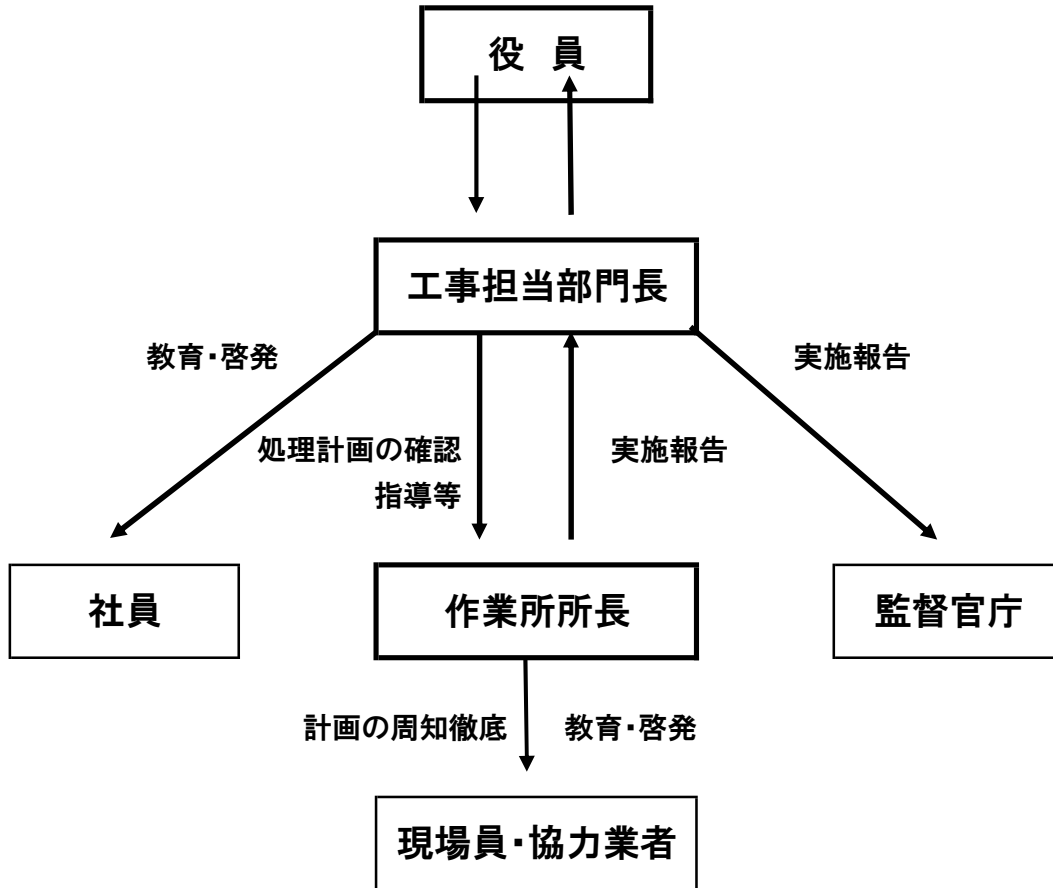 役 員
工事担当部門長
教育・啓発
実施報告
処理計画の確認
指導等
実施報告
社員
作業所所長
監督官庁
計画の周知徹底
教育・啓発
現場員・協力業者